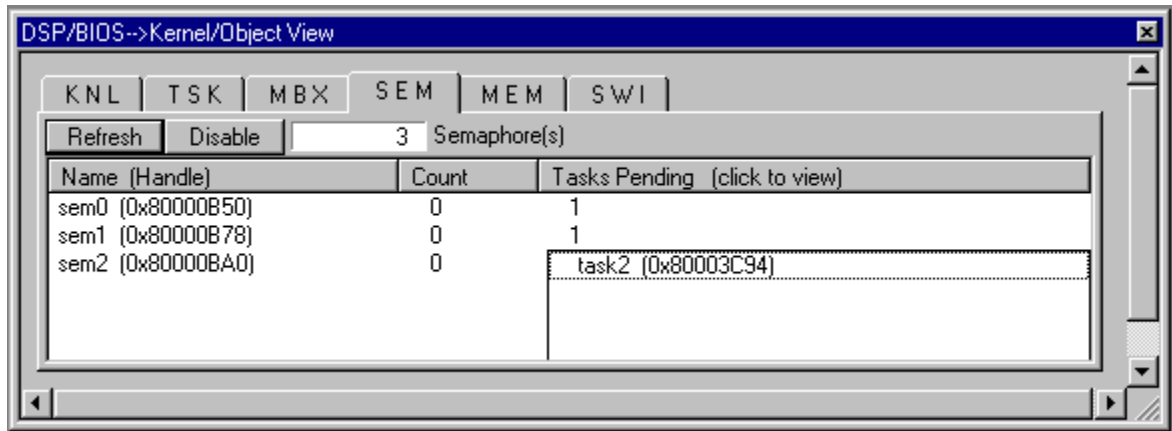 DSP/BIOS-->Kernel/Object View
KNL TSK MBX SEM MEM SWI
Refresh Disable 3 Semaphore(s)
Name (Handle) Count Tasks Pending (click to view)
sem0 (0x80000B50) 0 1
sem1 (0x80000B78) 0 1
sem2 (0x80000BA0) 0 task2 (0x80003C94)